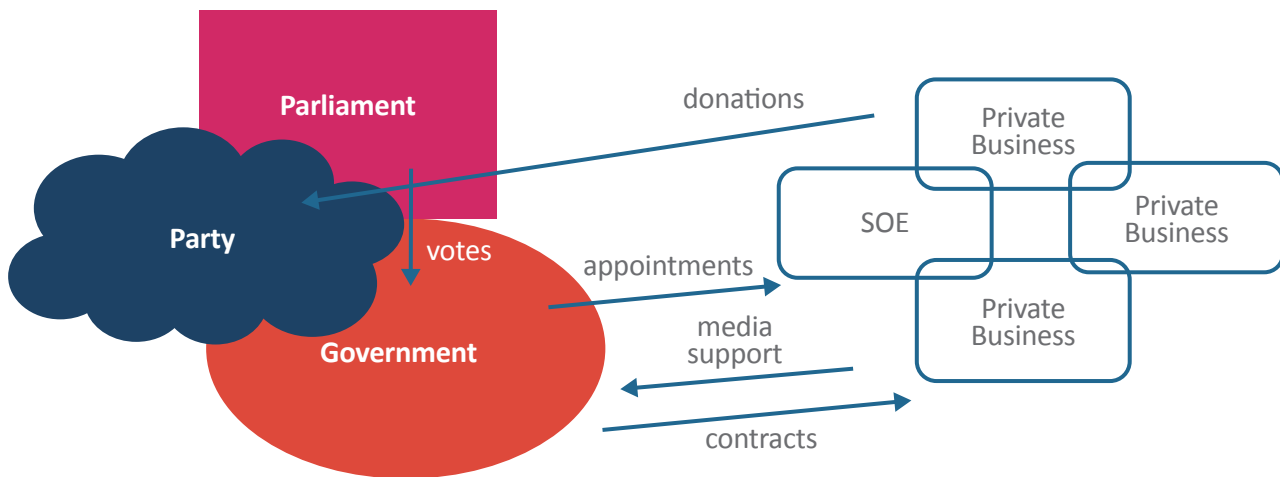 Parliament
donations
Private
Business
Party
votes
SOE
Private
Business
appointments
Government
media
support
Private
Business
contracts